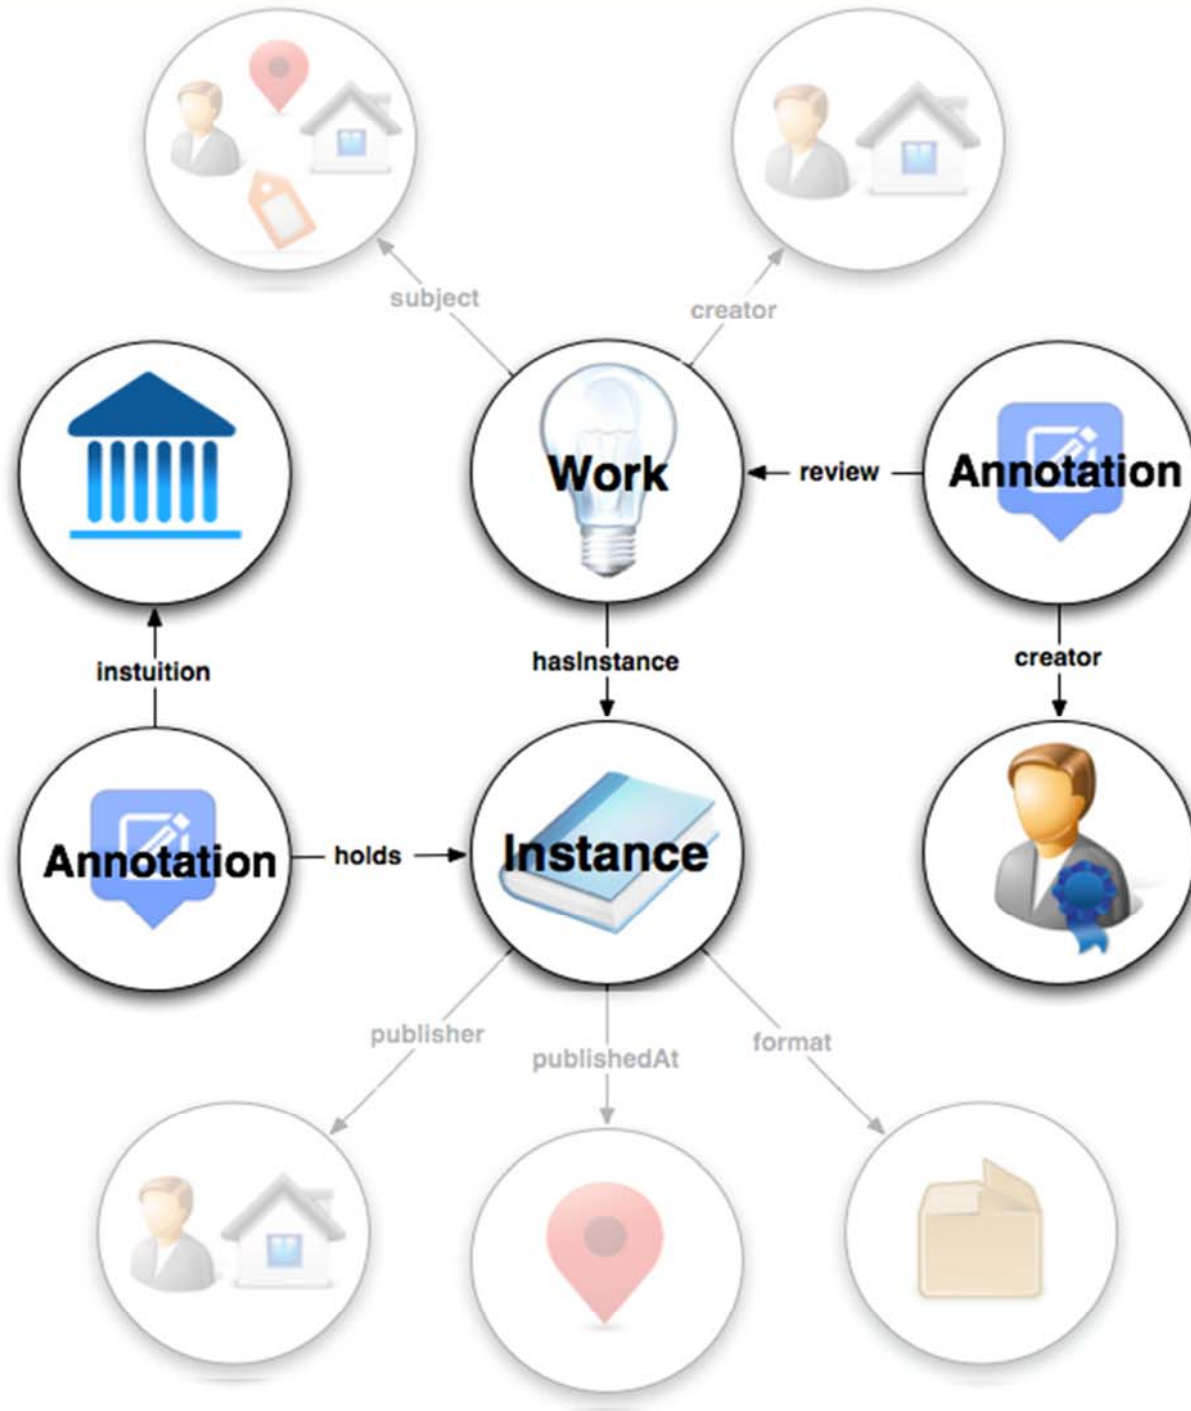 subject
creator
Work
review
Annotation
instuition
hasInstance
creator
Annotation
holds
Instance
publisher
publishedAt
format